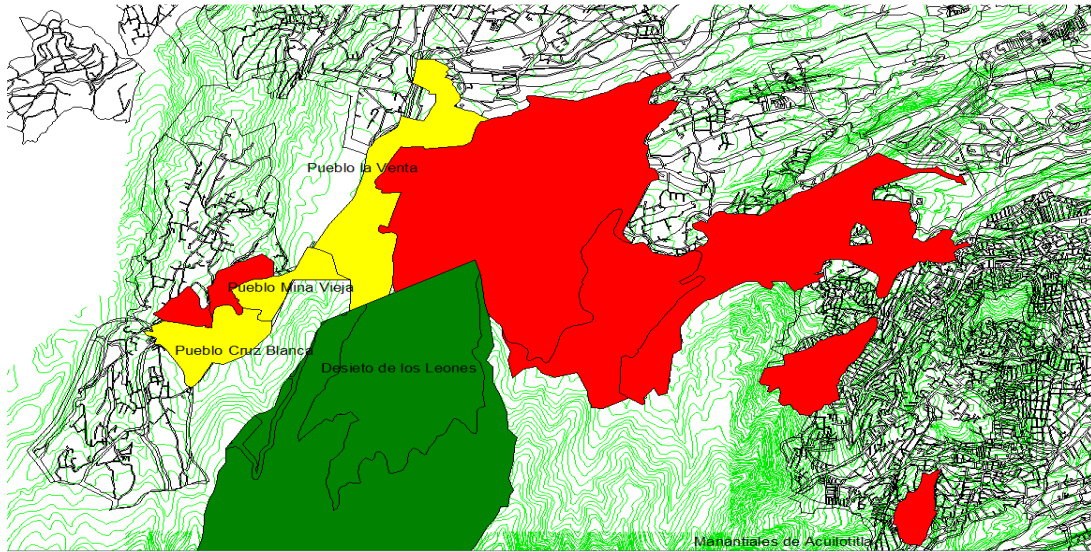 Pueblo la Venta
Pueblo Mina Vieja
Pueblo Cruz Blanca
Desieto de los Leones
Manantiales de Acuilotitla